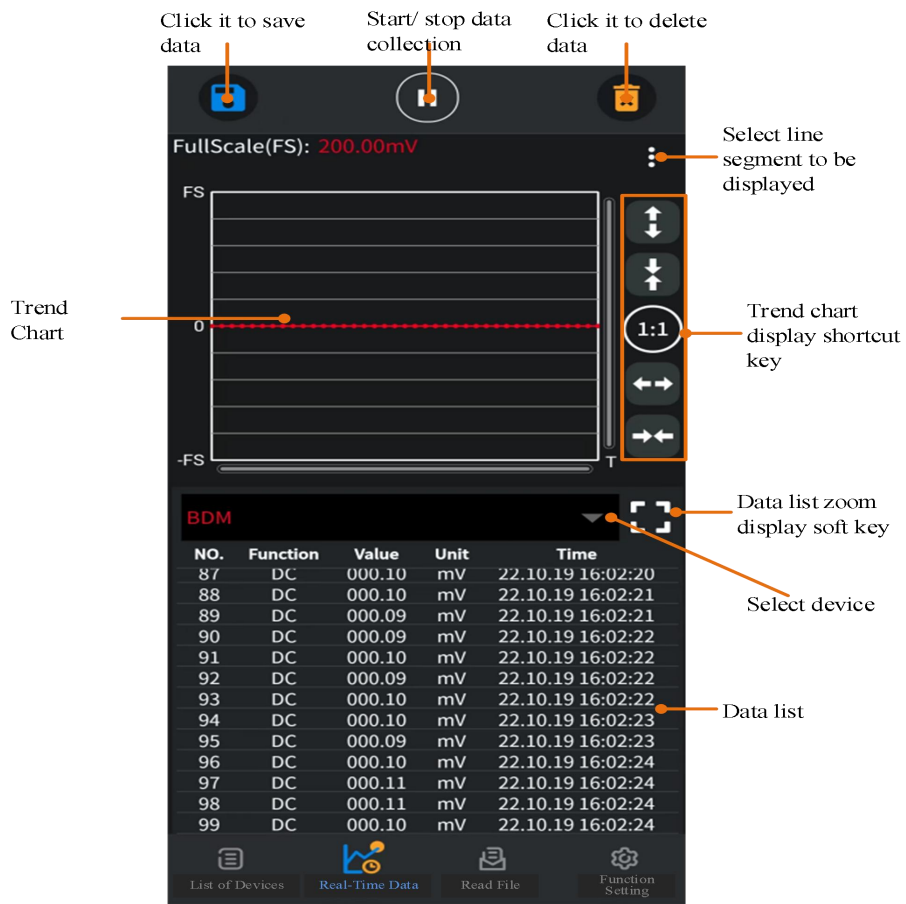 Click it to save
data
Start/ stop data
collection
Click it to delete
data
FullScale(FS): 200.00mV
Select line
segment to be
displayed
FS
Trend
Chart
0
1:1
Trend chart
display shortcut
key
-FS
T
BDM
Data list zoom
display soft key
NO. Function Value Unit Time
87 DC 000.10 mV 22.10.19 16:02:20
88 DC 000.10 mV 22.10.19 16:02:21
89 DC 000.09 mV 22.10.19 16:02:21
90 DC 000.09 mV 22.10.19 16:02:22
91 DC 000.10 mV 22.10.19 16:02:22
92 DC 000.09 mV 22.10.19 16:02:22
93 DC 000.10 mV 22.10.19 16:02:22
94 DC 000.10 mV 22.10.19 16:02:23
95 DC 000.09 mV 22.10.19 16:02:23
96 DC 000.10 mV 22.10.19 16:02:24
97 DC 000.11 mV 22.10.19 16:02:24
98 DC 000.11 mV 22.10.19 16:02:24
99 DC 000.10 mV 22.10.19 16:02:24
Select device
Data list
List of Devices
Real-Time Data
Read File
Function
Setting